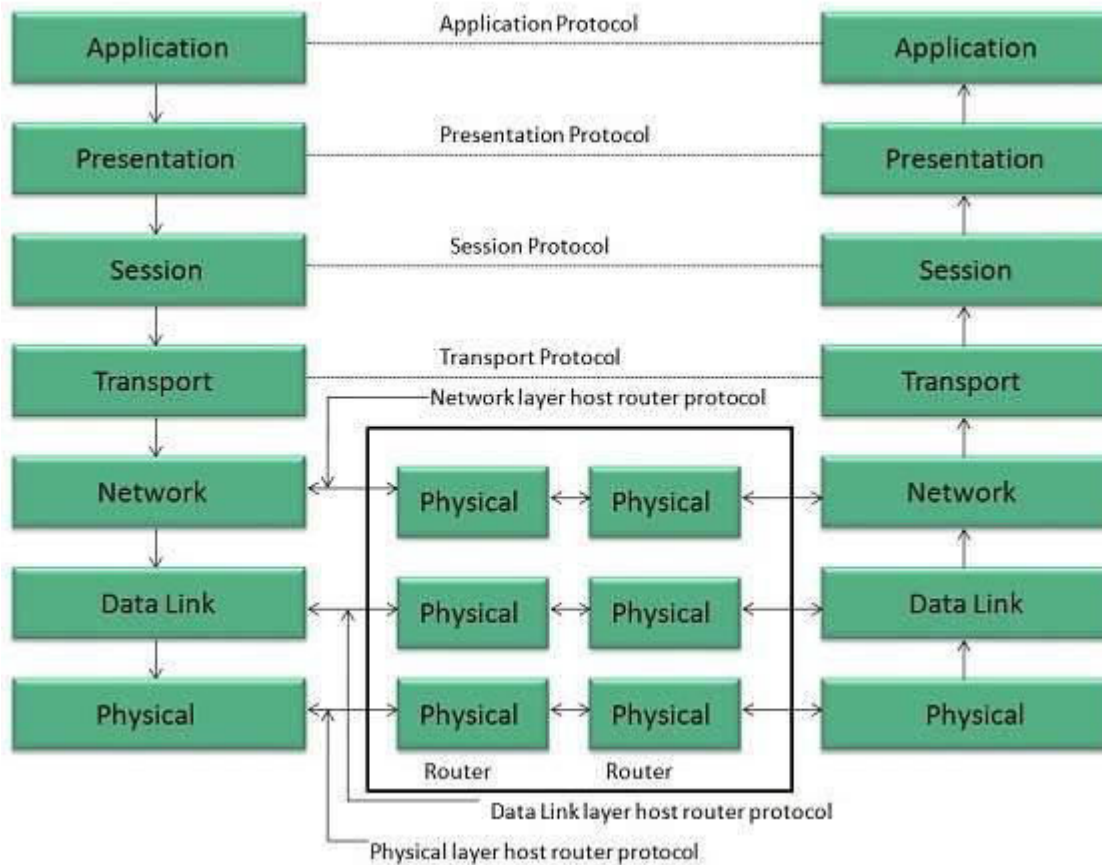 Application Protocol
Application
Application
Presentation Protocol
Presentation
Presentation
Session Protocol
Session
Session
Transport Protocol
Transport
Transport
Network layer host router protocol
Network
Physical
Physical
Network
Data Link
Physical
Physical
Data Link
Physical
Physical
Physical
Physical
Router
Router
Data Link layer host router protocol
Physical layer host router protocol